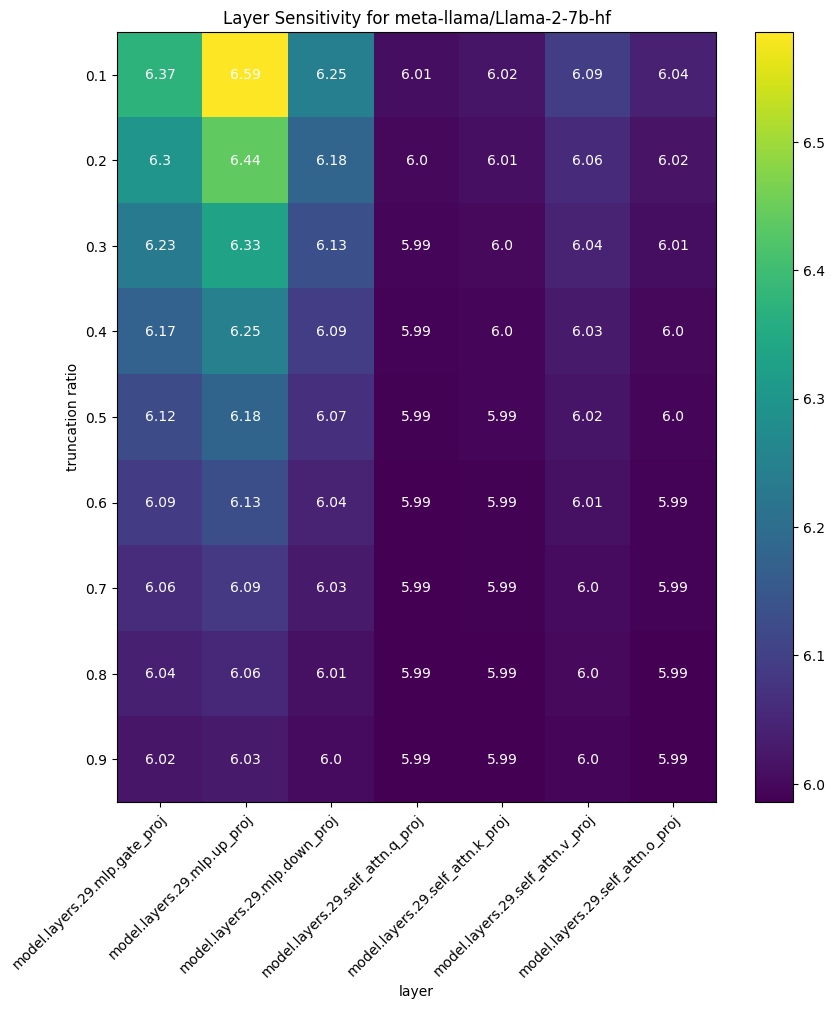 Layer Sensitivity for meta-llama/Llama-2-7b-hf
0.1 6.37 6.59 6.25 6.01 6.02 6.09 6.04
0.2 6.3 6.44 6.18 6.0 6.01 6.06 6.02
0.3 6.23 6.33 6.13 5.99 6.0 6.04 6.01
0.4 6.17 6.25 6.09 5.99 6.0 6.03 6.0
0.5 6.12 6.18 6.07 5.99 5.99 6.02 6.0
0.6 6.09 6.13 6.04 5.99 5.99 6.01 5.99
0.7 6.06 6.09 6.03 5.99 5.99 6.0 5.99
0.8 6.04 6.06 6.01 5.99 5.99 6.0 5.99
0.9 6.02 6.03 6.0 5.99 5.99 6.0 5.99
truncation ratio
model.layers.29.mlp.gate_proj
model.layers.29.mlp.up_proj
model.layers.29.mlp.down_proj
model.layers.29.self_attn.q_proj
model.layers.29.self_attn.k_proj
model.layers.29.self_attn.v_proj
model.layers.29.self_attn.o_proj
layer
6.5
6.4
6.3
6.2
6.1
6.0